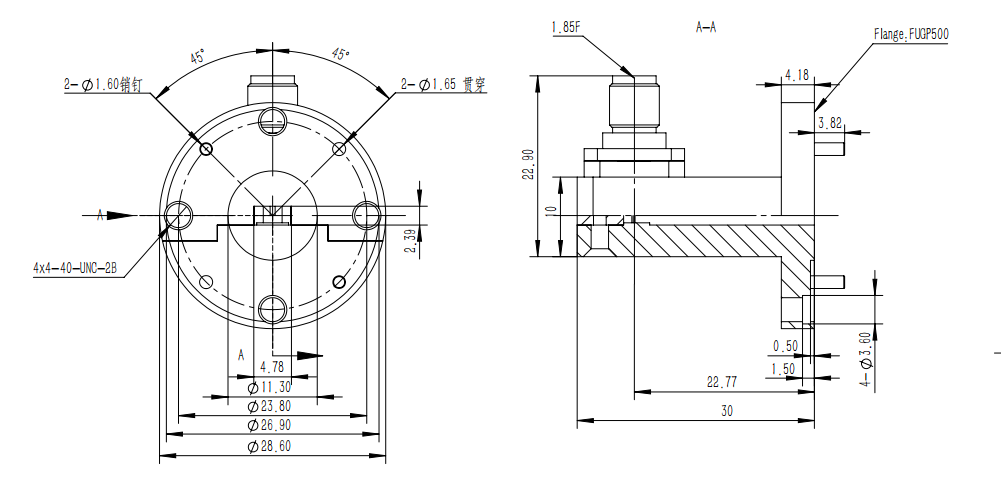 45°
45°
2-Ø1.60销钉
2-Ø1.65 贯穿
A
2.39
4x4-40-UNC-2B
A
4.78
Ø11.30
Ø23.80
Ø26.90
Ø28.60
1.85F
A-A
Flange:FUGP500
4.18
3.82
22.90
10
0.50
1.50
4-Ø3.60
22.77
30